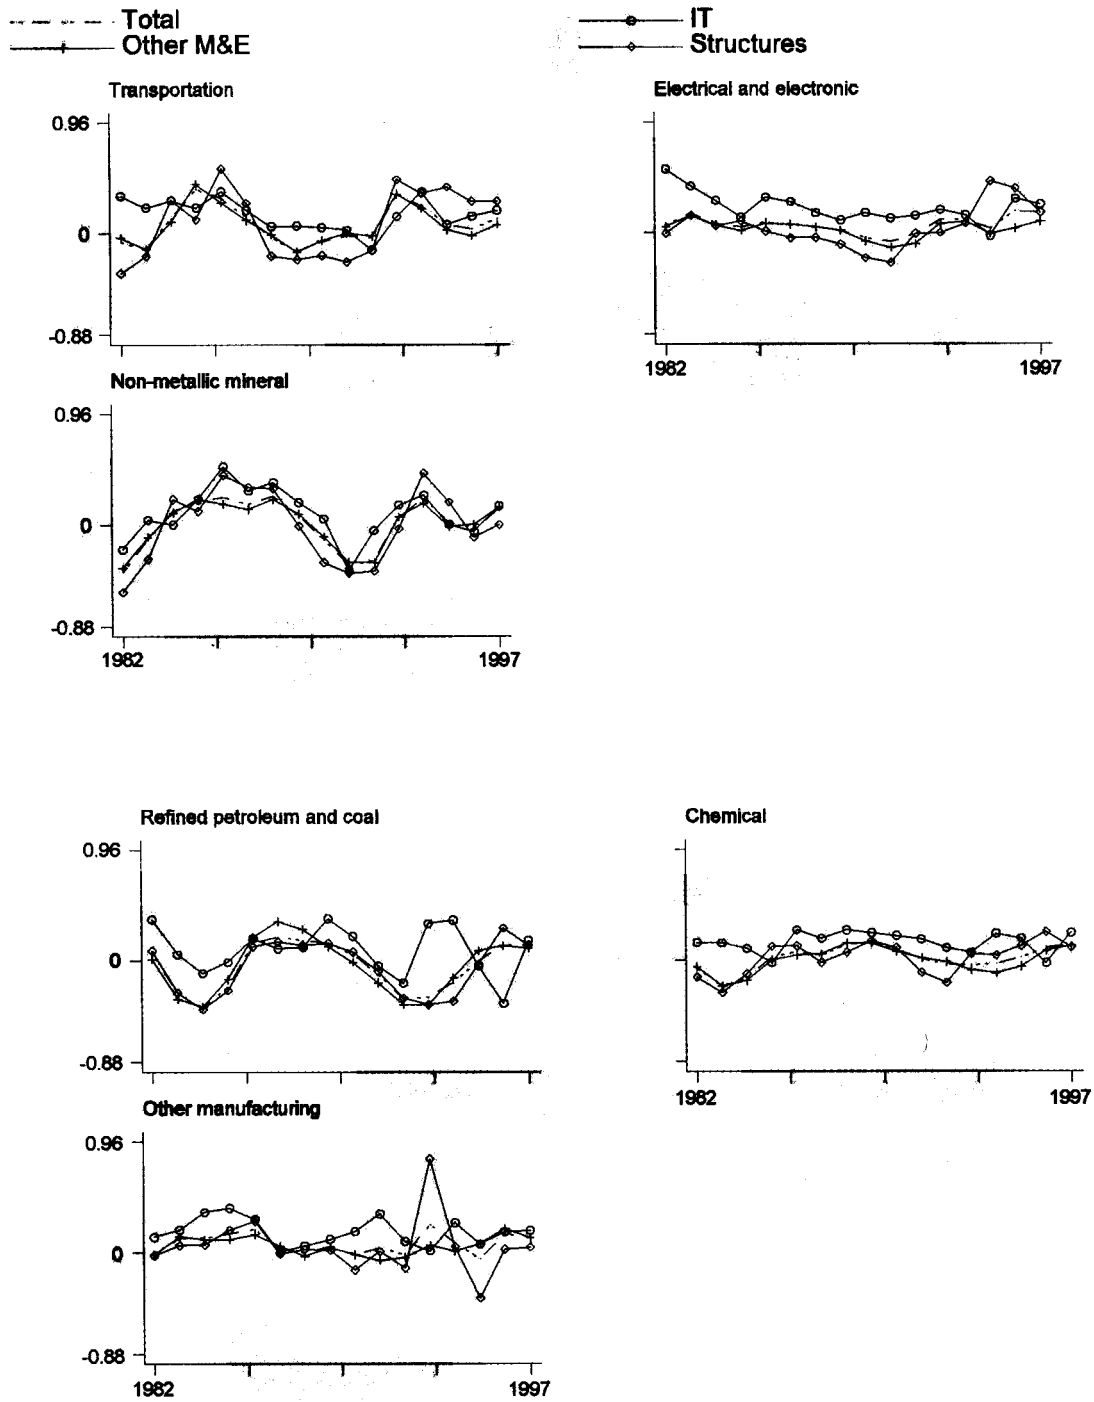 Total
IT
Other M&E
Structures
Transportation
Electrical and electronic
0.96
0
-0.88
1982
1997
Non-metallic mineral
0.96
0
-0.88
1982
1997
Refined petroleum and coal
Chemical
0.96
0
-0.88
1982
1997
Other manufacturing
0.96
0
-0.88
1982
1997